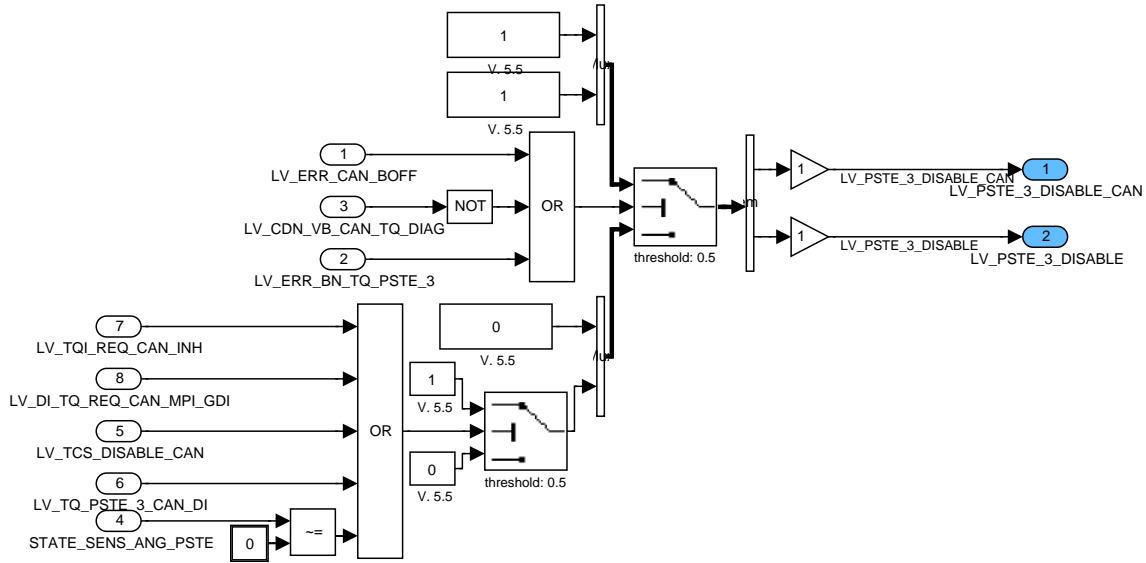 1
V. 5.5
1
V. 5.5
1
LV_ERR_CAN_BOFF
3
LV_CDN_VB_CAN_TQ_DIAG
NOT
2
LV_ERR_BN_TQ_PSTE_3
OR
threshold: 0.5
1
LV_PSTE_3_DISABLE_CAN
1
LV_PSTE_3_DISABLE_CAN
1
LV_PSTE_3_DISABLE
2
LV_PSTE_3_DISABLE
7
LV_TQI_REQ_CAN_INH
8
LV_DI_TQ_REQ_CAN_MPI_GDI
5
LV_TCS_DISABLE_CAN
6
LV_TQ_PSTE_3_CAN_DI
4
STATE_SENS_ANG_PSTE
0
~=
OR
0
V. 5.5
1
V. 5.5
0
V. 5.5
threshold: 0.5